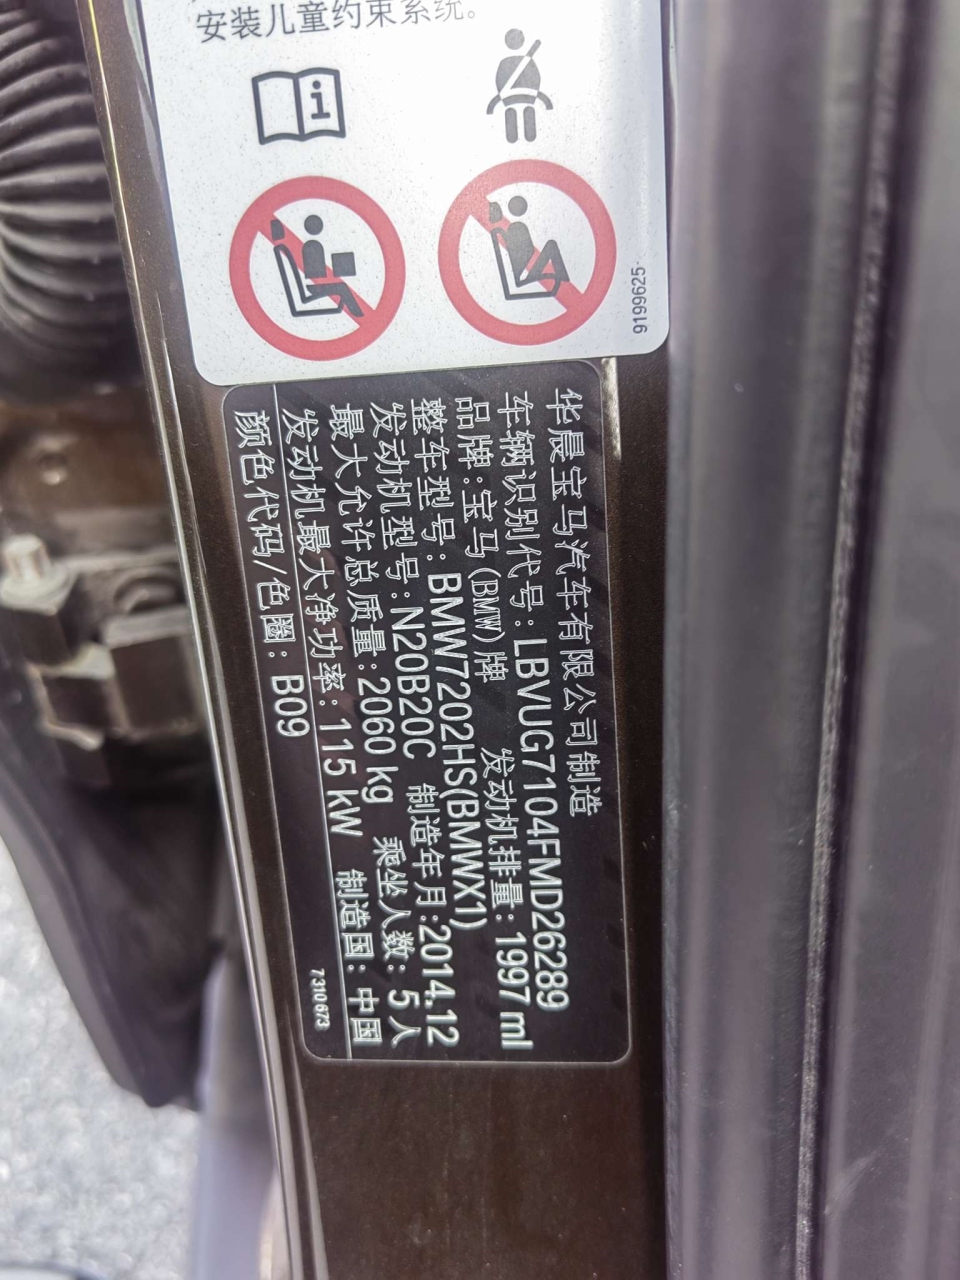 安装儿童约束系统。
9199625
华晨宝马汽车有限公司制造
车辆识别代号:LBVUG7104FMD26289
品牌:宝马(BMW)牌 发动机排量:1997 ml
整车型号:BMW7202HS(BMWX1)
发动机型号:N20B20C 制造年月:2014.12
最大允许总质量:2060 kg 乘坐人数:5人
发动机最大净功率:115 kW 制造国:中国
颜色代码/色圈:B09
7310673